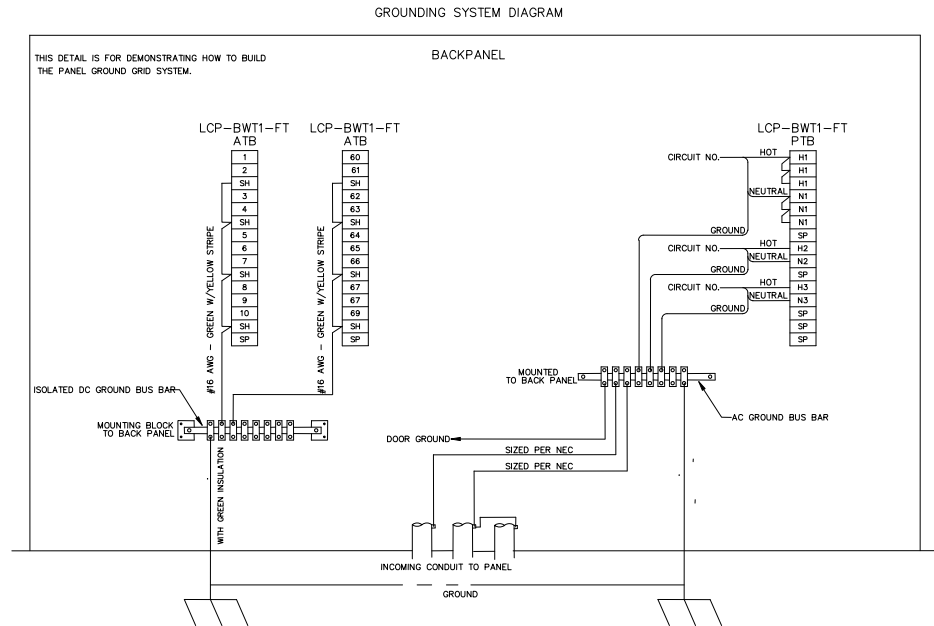 GROUNDING SYSTEM DIAGRAM
BACKPANEL
THIS DETAIL IS FOR DEMONSTRATING HOW TO BUILD
THE PANEL GROUND GRID SYSTEM.
LCP-BWT1-FT
ATB
1
2
SH
3
4
SH
5
6
7
SH
8
9
10
SH
SP
#16 AWG - GREEN W/YELLOW STRIPE
LCP-BWT1-FT
ATB
60
61
SH
62
63
SH
64
65
66
SH
67
67
69
SH
SP
#16 AWG - GREEN W/YELLOW STRIPE
LCP-BWT1-FT
PTB
H1
H1
H1
N1
N1
N1
SP
H2
N2
SP
H3
N3
SP
SP
SP
CIRCUIT NO.
HOT
NEUTRAL
GROUND
CIRCUIT NO.
HOT
NEUTRAL
GROUND
CIRCUIT NO.
HOT
NEUTRAL
GROUND
ISOLATED DC GROUND BUS BAR
MOUNTING BLOCK
TO BACK PANEL
WITH GREEN INSULATION
MOUNTED
TO BACK PANEL
AC GROUND BUS BAR
DOOR GROUND
SIZED PER NEC
SIZED PER NEC
INCOMING CONDUIT TO PANEL
GROUND